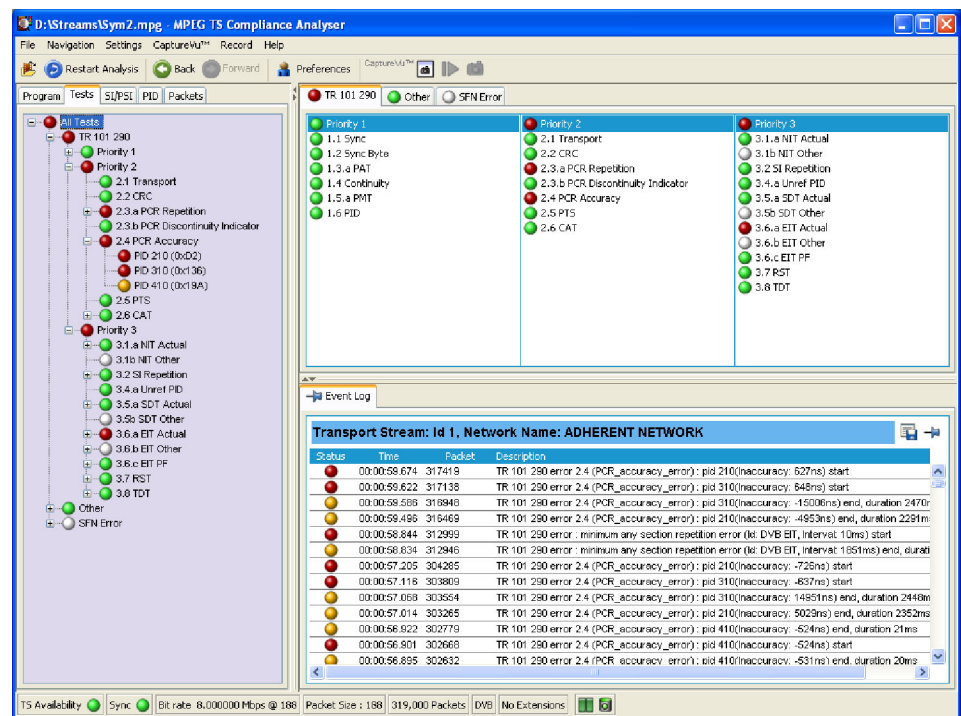 D:\Streams\Sym2.mpg - MPEG TS Compliance Analyser
File Navigation Settings CaptureVu™ Record Help
Restart Analysis Back Forward Preferences CaptureVu™
Program Tests SI/PSI PID Packets
All Tests
TR 101 290
Priority 1
Priority 2
2.1 Transport
2.2 CRC
2.3.a PCR Repetition
2.3.b PCR Discontinuity Indicator
2.4 PCR Accuracy
PID 210 (0xD2)
PID 310 (0x136)
PID 410 (0x19A)
2.5 PTS
2.6 CAT
Priority 3
3.1.a NIT Actual
3.1b NIT Other
3.2 SI Repetition
3.4.a Unref PID
3.5.a SDT Actual
3.5b SDT Other
3.6.a EIT Actual
3.6.b EIT Other
3.6.c EIT PF
3.7 RST
3.8 TDT
Other
SFN Error
TR 101 290 Other SFN Error
Priority 1
1.1 Sync
1.2 Sync Byte
1.3.a PAT
1.4 Continuity
1.5.a PMT
1.6 PID
Priority 2
2.1 Transport
2.2 CRC
2.3.a PCR Repetition
2.3.b PCR Discontinuity Indicator
2.4 PCR Accuracy
2.5 PTS
2.6 CAT
Priority 3
3.1.a NIT Actual
3.1b NIT Other
3.2 SI Repetition
3.4.a Unref PID
3.5.a SDT Actual
3.5b SDT Other
3.6.a EIT Actual
3.6.b EIT Other
3.6.c EIT PF
3.7 RST
3.8 TDT
Event Log
Transport Stream: Id 1, Network Name: ADHERENT NETWORK
Status Time Packet Description
00:00:59.674 317419 TR 101 290 error 2.4 (PCR_accuracy_error) : pid 210(Inaccuracy: 627ns) start
00:00:59.622 317138 TR 101 290 error 2.4 (PCR_accuracy_error) : pid 310(Inaccuracy: 648ns) start
00:00:59.586 316948 TR 101 290 error 2.4 (PCR_accuracy_error) : pid 310(Inaccuracy: -15006ns) end, duration 2470
00:00:59.496 316469 TR 101 290 error 2.4 (PCR_accuracy_error) : pid 210(Inaccuracy: -4953ns) end, duration 2291m
00:00:58.844 312999 TR 101 290 error : minimum any section repetition error (Id: DVB EIT, Interval: 10ms) start
00:00:58.834 312946 TR 101 290 error : minimum any section repetition error (Id: DVB EIT, Interval: 1851ms) end, durati
00:00:57.205 304285 TR 101 290 error 2.4 (PCR_accuracy_error) : pid 210(Inaccuracy: -726ns) start
00:00:57.116 303809 TR 101 290 error 2.4 (PCR_accuracy_error) : pid 310(Inaccuracy: -637ns) start
00:00:57.068 303554 TR 101 290 error 2.4 (PCR_accuracy_error) : pid 310(Inaccuracy: 14951ns) end, duration 2448m
00:00:57.014 303265 TR 101 290 error 2.4 (PCR_accuracy_error) : pid 210(Inaccuracy: 5029ns) end, duration 2352ms
00:00:56.922 302779 TR 101 290 error 2.4 (PCR_accuracy_error) : pid 410(Inaccuracy: -524ns) end, duration 21ms
00:00:56.901 302668 TR 101 290 error 2.4 (PCR_accuracy_error) : pid 410(Inaccuracy: -524ns) start
00:00:56.895 302632 TR 101 290 error 2.4 (PCR_accuracy_error) : pid 410(Inaccuracy: -531ns) end, duration 20ms
TS Availability Sync Bit rate 8.000000 Mbps @ 188 Packet Size : 188 319,000 Packets DVB No Extensions